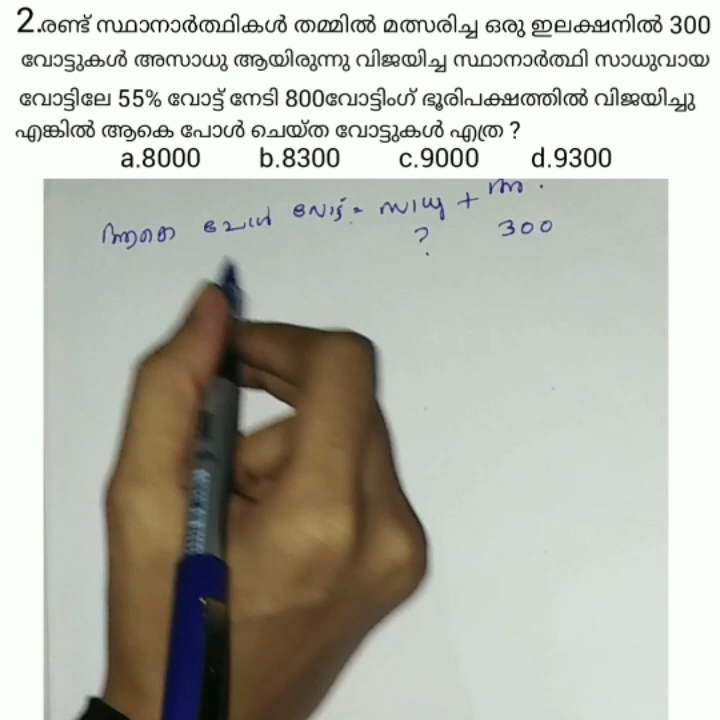 2.രണ്ട് സ്ഥാനാർത്ഥികൾ തമ്മിൽ മത്സരിച്ച ഒരു ഇലക്ഷനിൽ 300
വോട്ടുകൾ അസാധു ആയിരുന്നു വിജയിച്ച സ്ഥാനാർത്ഥി സാധുവായ
വോട്ടിലേ 55% വോട്ട് നേടി 800വോട്ടിംഗ് ഭൂരിപക്ഷത്തിൽ വിജയിച്ചു
എങ്കിൽ ആകെ പോൾ ചെയ്ത വോട്ടുകൾ എത്ര ?
a.8000 b.8300 c.9000 d.9300
ആകെ പോൾ വോട്ട് = സാധു +
? 300